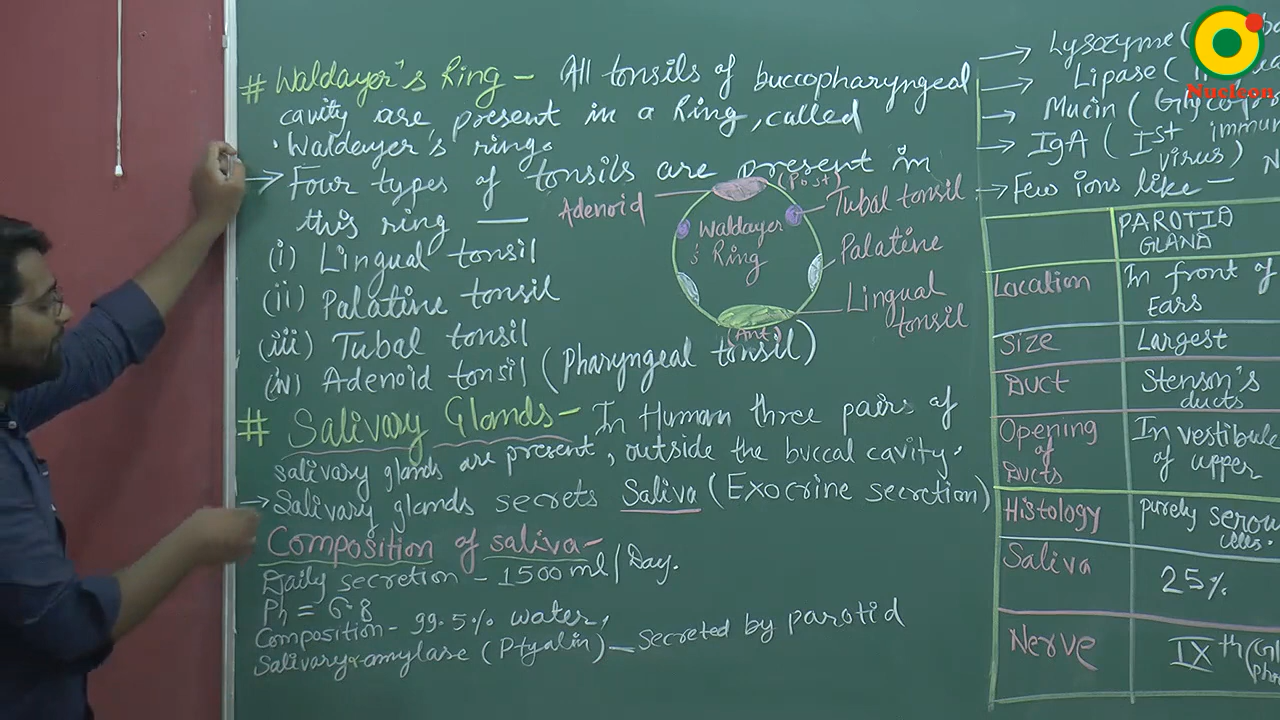 # Waldayer's Ring – All tonsils of buccopharyngeal
cavity are present in a Ring, called
Waldeyer's ring.
→ Four types of tonsils are present in
this ring —
(i) Lingual tonsil
(ii) Palatine tonsil
(iii) Tubal tonsil
(iv) Adenoid tonsil (Pharyngeal tonsil)
Adenoid
(Post)
Tubal tonsil
Waldayer
's Ring
Palatine
Lingual
tonsil
(Ant)
# Salivary Glands – In Human three pairs of
salivary glands are present, outside the buccal cavity.
→ Salivary glands secrets Saliva (Exocrine secretion)
Composition of saliva –
Daily secretion – 1500 ml/Day.
Ph = 6.8
Composition – 99.5% water,
Salivary α-amylase (Ptyalin) – secreted by parotid
→ Lysozyme (
→ Lipase (
→ Mucin (
→ IgA (Ist
virus)
→ Few ions like –
PAROTID
GLAND
Location In front of
Ears
Size Largest
Duct Stenson's
ducts
Opening In vestibule
of of upper
Ducts
Histology purely
Saliva 25%
Nerve IXth
Nucleon